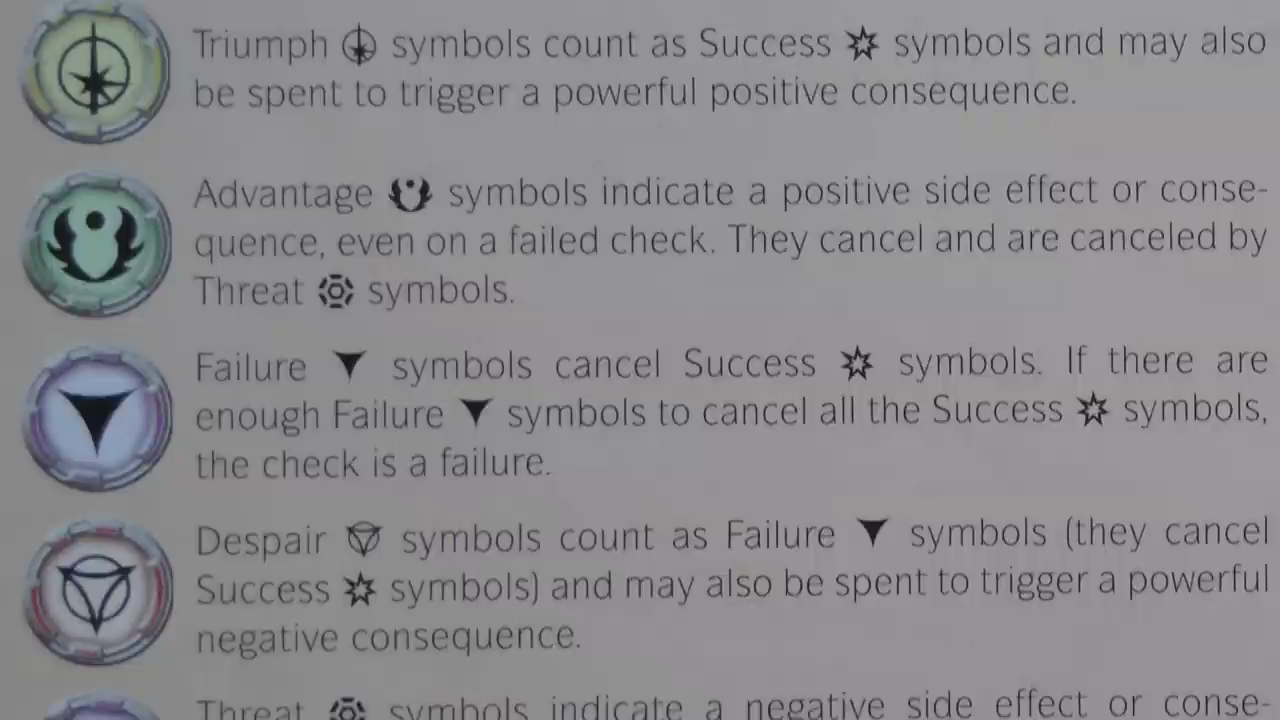 Triumph symbols count as Success symbols and may also
be spent to trigger a powerful positive consequence.
Advantage symbols indicate a positive side effect or conse-
quence, even on a failed check. They cancel and are canceled by
Threat symbols.
Failure symbols cancel Success symbols. If there are
enough Failure symbols to cancel all the Success symbols,
the check is a failure.
Despair symbols count as Failure symbols (they cancel
Success symbols) and may also be spent to trigger a powerful
negative consequence.
Threat symbols indicate a negative side effect or conse-